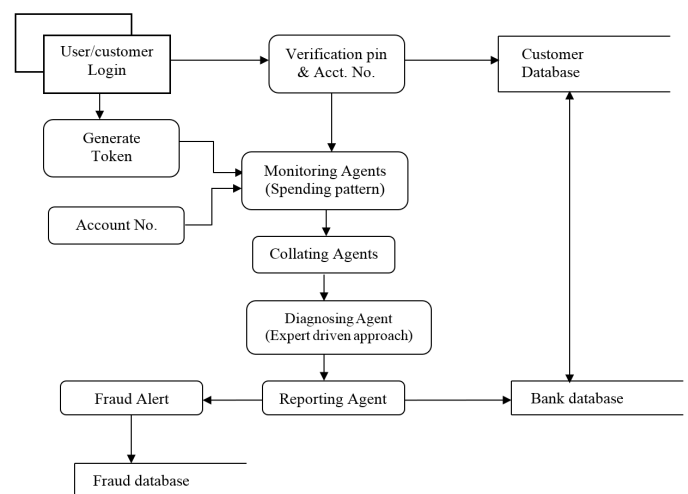 User/customer
Login
Verification pin
& Acct. No.
Customer
Database
Generate
Token
Monitoring Agents
(Spending pattern)
Account No.
Collating Agents
Diagnosing Agent
(Expert driven approach)
Fraud Alert
Reporting Agent
Bank database
Fraud database